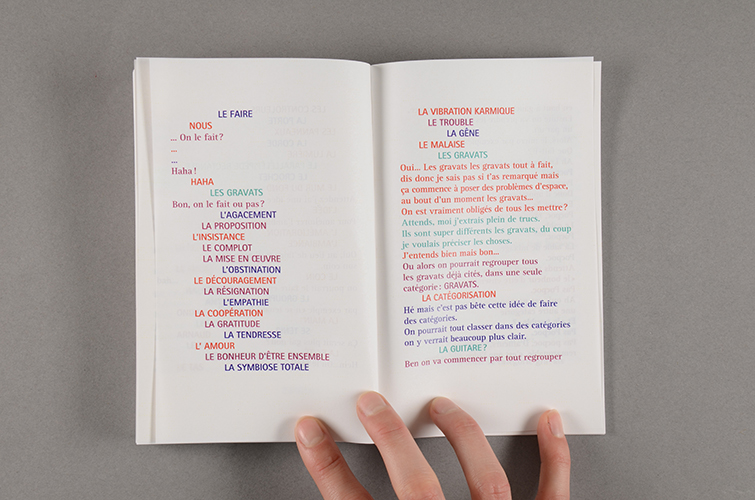 LE FAIRE
NOUS
... On le fait ?
...
...
Haha !
HAHA
LES GRAVATS
Bon, on le fait ou pas ?
L'AGACEMENT
LA PROPOSITION
L'INSISTANCE
LE COMPLOT
LA MISE EN ŒUVRE
L'OBSTINATION
LE DÉCOURAGEMENT
LA RÉSIGNATION
L'EMPATHIE
LA COOPÉRATION
LA GRATITUDE
LA TENDRESSE
L' AMOUR
LE BONHEUR D'ÊTRE ENSEMBLE
LA SYMBIOSE TOTALE
LA VIBRATION KARMIQUE
LE TROUBLE
LA GÊNE
LE MALAISE
LES GRAVATS
Oui... Les gravats les gravats tout à fait,
dis donc je sais pas si t'as remarqué mais
ça commence à poser des problèmes d'espace,
au bout d'un moment les gravats...
On est vraiment obligés de tous les mettre ?
Attends, moi j'extrais plein de trucs.
Ils sont super différents les gravats, du coup
je voulais préciser les choses.
J'entends bien mais bon...
Ou alors on pourrait regrouper tous
les gravats déjà cités, dans une seule
catégorie : GRAVATS.
LA CATÉGORISATION
Hé mais c'est pas bête cette idée de faire
des catégories.
On pourrait tout classer dans des catégories
on y verrait beaucoup plus clair.
LA GUITARE ?
Ben on va commencer par tout regrouper